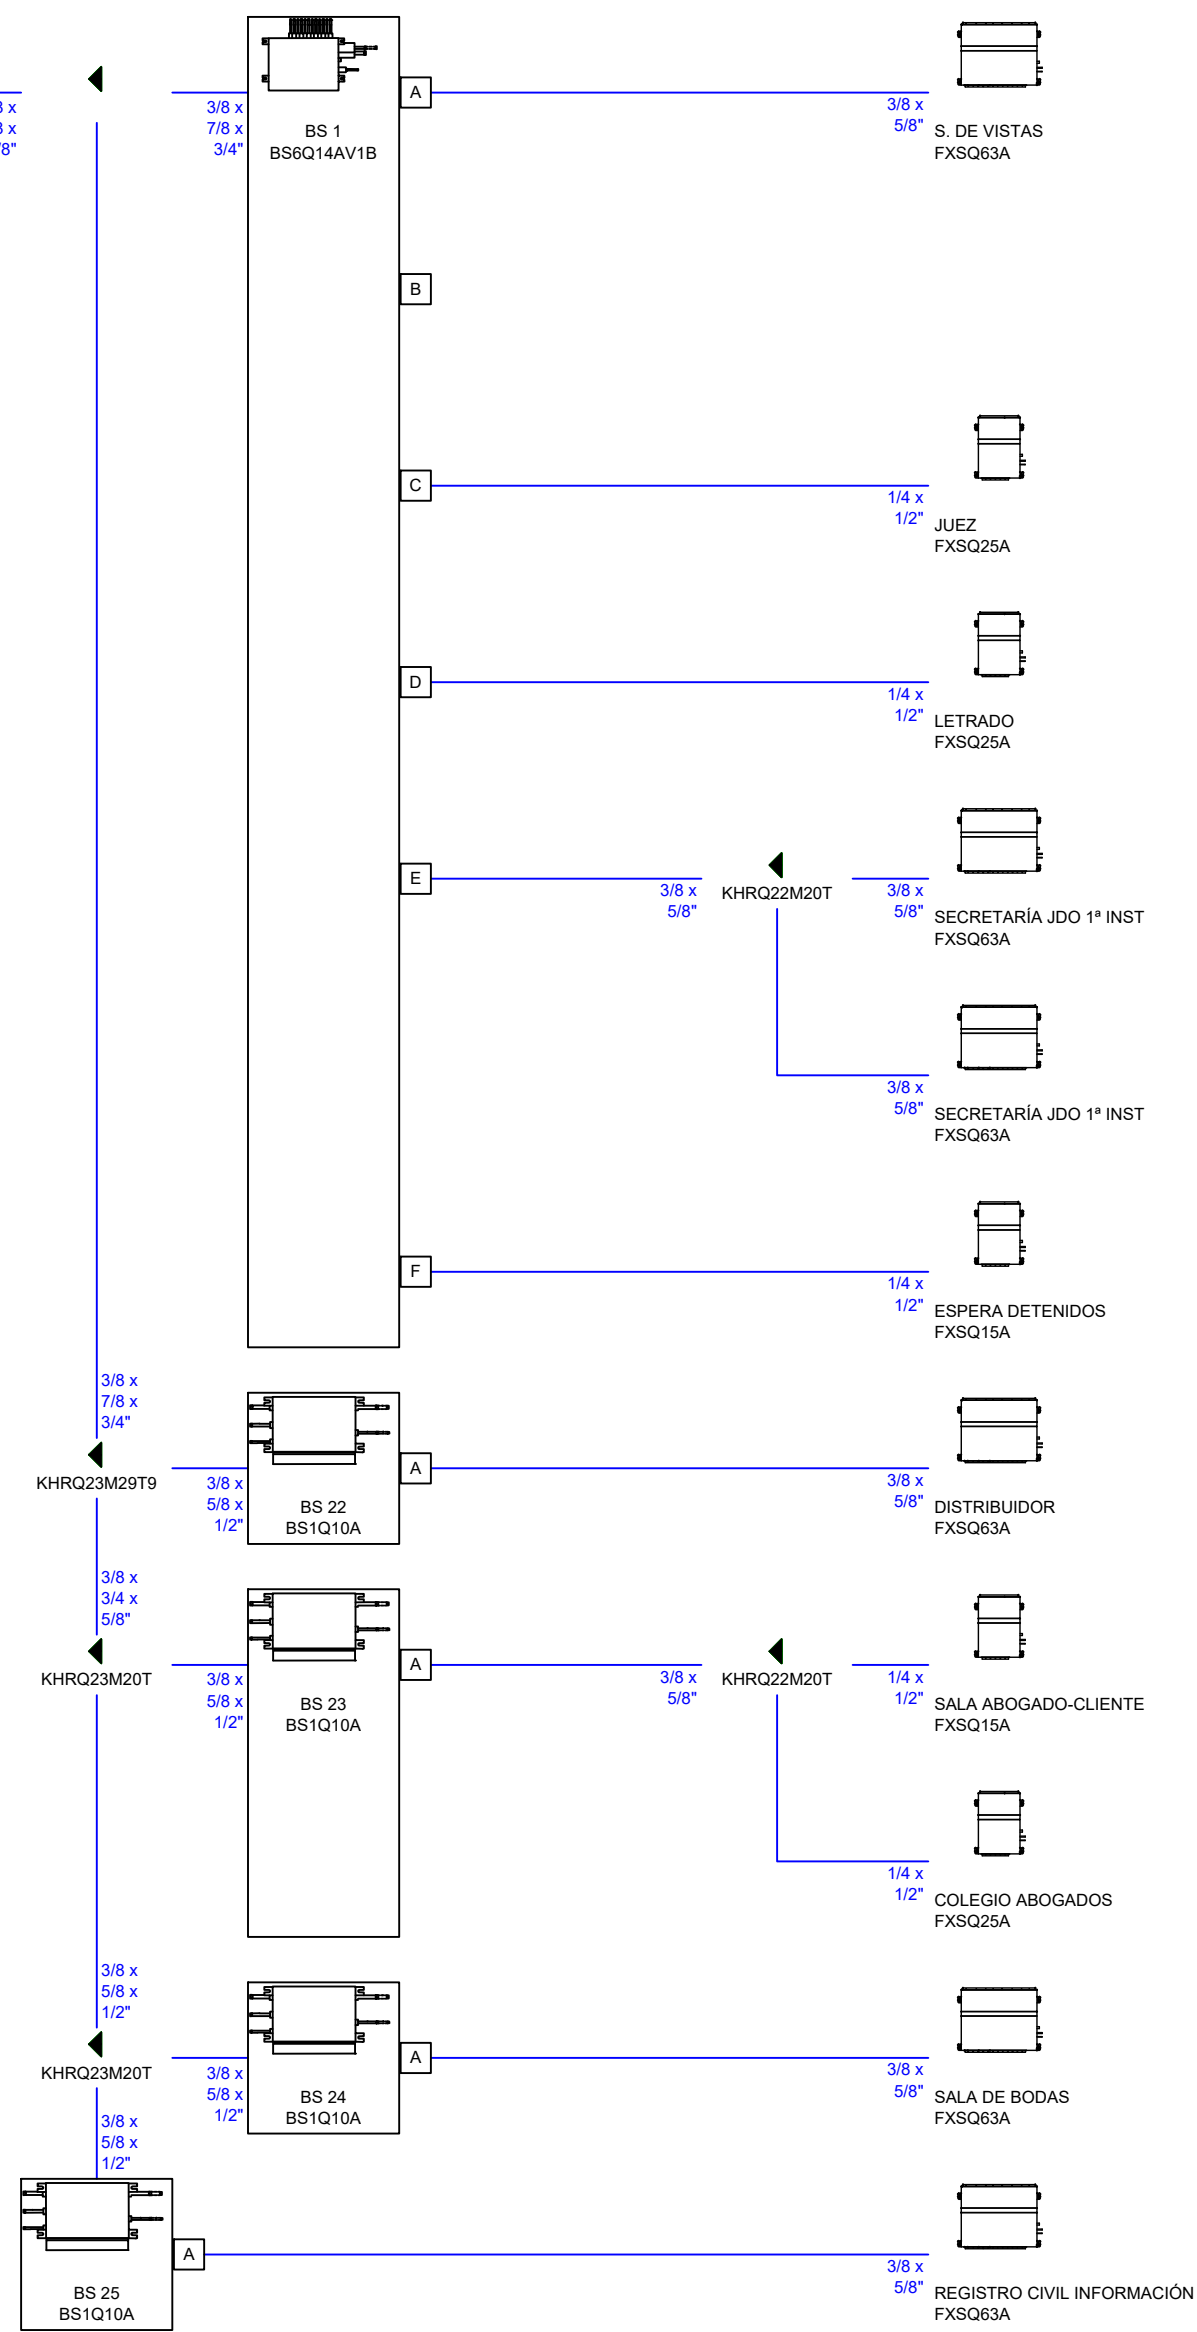 3/8 x
7/8 x
3/4"
BS 1
BS6Q14AV1B
A
3/8 x
5/8"
S. DE VISTAS
FXSQ63A
B
C
1/4 x
1/2"
JUEZ
FXSQ25A
D
1/4 x
1/2"
LETRADO
FXSQ25A
E
3/8 x
5/8"
KHRQ22M20T
3/8 x
5/8"
SECRETARÍA JDO 1ª INST
FXSQ63A
3/8 x
5/8"
SECRETARÍA JDO 1ª INST
FXSQ63A
F
1/4 x
1/2"
ESPERA DETENIDOS
FXSQ15A
3/8 x
7/8 x
3/4"
KHRQ23M29T9
3/8 x
5/8 x
1/2"
BS 22
BS1Q10A
A
3/8 x
5/8"
DISTRIBUIDOR
FXSQ63A
3/8 x
3/4 x
5/8"
KHRQ23M20T
3/8 x
5/8 x
1/2"
BS 23
BS1Q10A
A
3/8 x
5/8"
KHRQ22M20T
1/4 x
1/2"
SALA ABOGADO-CLIENTE
FXSQ15A
1/4 x
1/2"
COLEGIO ABOGADOS
FXSQ25A
3/8 x
5/8 x
1/2"
KHRQ23M20T
3/8 x
5/8 x
1/2"
BS 24
BS1Q10A
A
3/8 x
5/8"
SALA DE BODAS
FXSQ63A
3/8 x
5/8 x
1/2"
BS 25
BS1Q10A
A
3/8 x
5/8"
REGISTRO CIVIL INFORMACIÓN
FXSQ63A